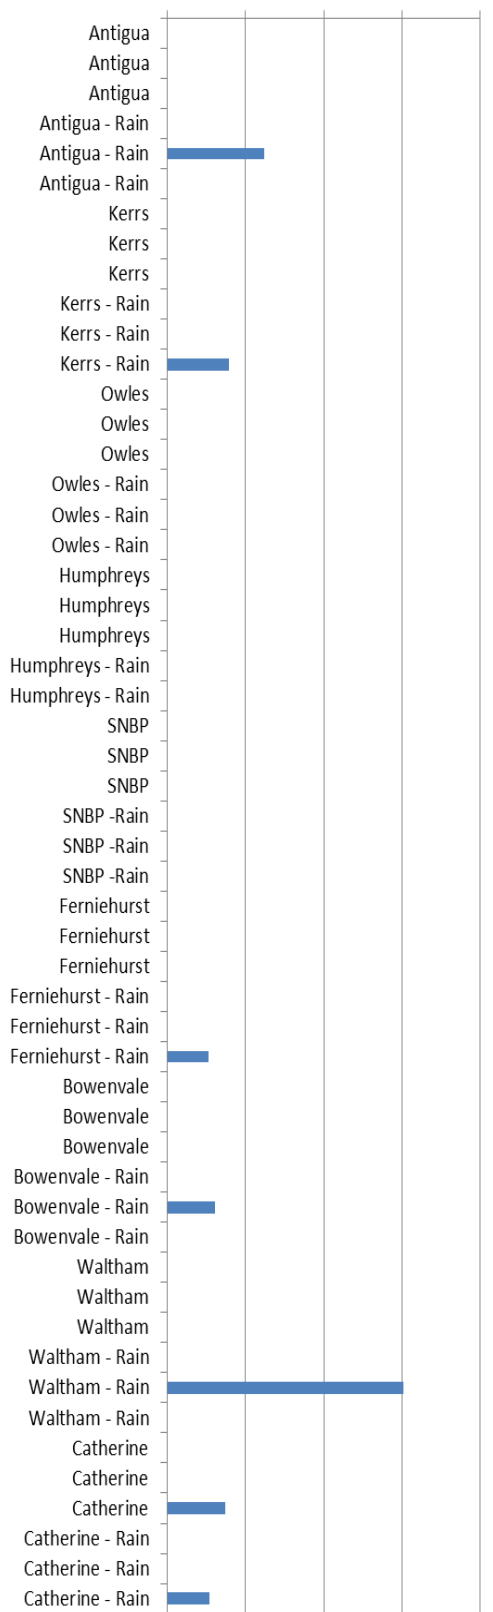 Antigua
Antigua
Antigua
Antigua - Rain
Antigua - Rain
Antigua - Rain
Kerrs
Kerrs
Kerrs
Kerrs - Rain
Kerrs - Rain
Kerrs - Rain
Owles
Owles
Owles
Owles - Rain
Owles - Rain
Owles - Rain
Humphreys
Humphreys
Humphreys
Humphreys - Rain
Humphreys - Rain
SNBP
SNBP
SNBP
SNBP -Rain
SNBP -Rain
SNBP -Rain
Ferniehurst
Ferniehurst
Ferniehurst
Ferniehurst - Rain
Ferniehurst - Rain
Ferniehurst - Rain
Bowenvale
Bowenvale
Bowenvale
Bowenvale - Rain
Bowenvale - Rain
Bowenvale - Rain
Waltham
Waltham
Waltham
Waltham - Rain
Waltham - Rain
Waltham - Rain
Catherine
Catherine
Catherine
Catherine - Rain
Catherine - Rain
Catherine - Rain